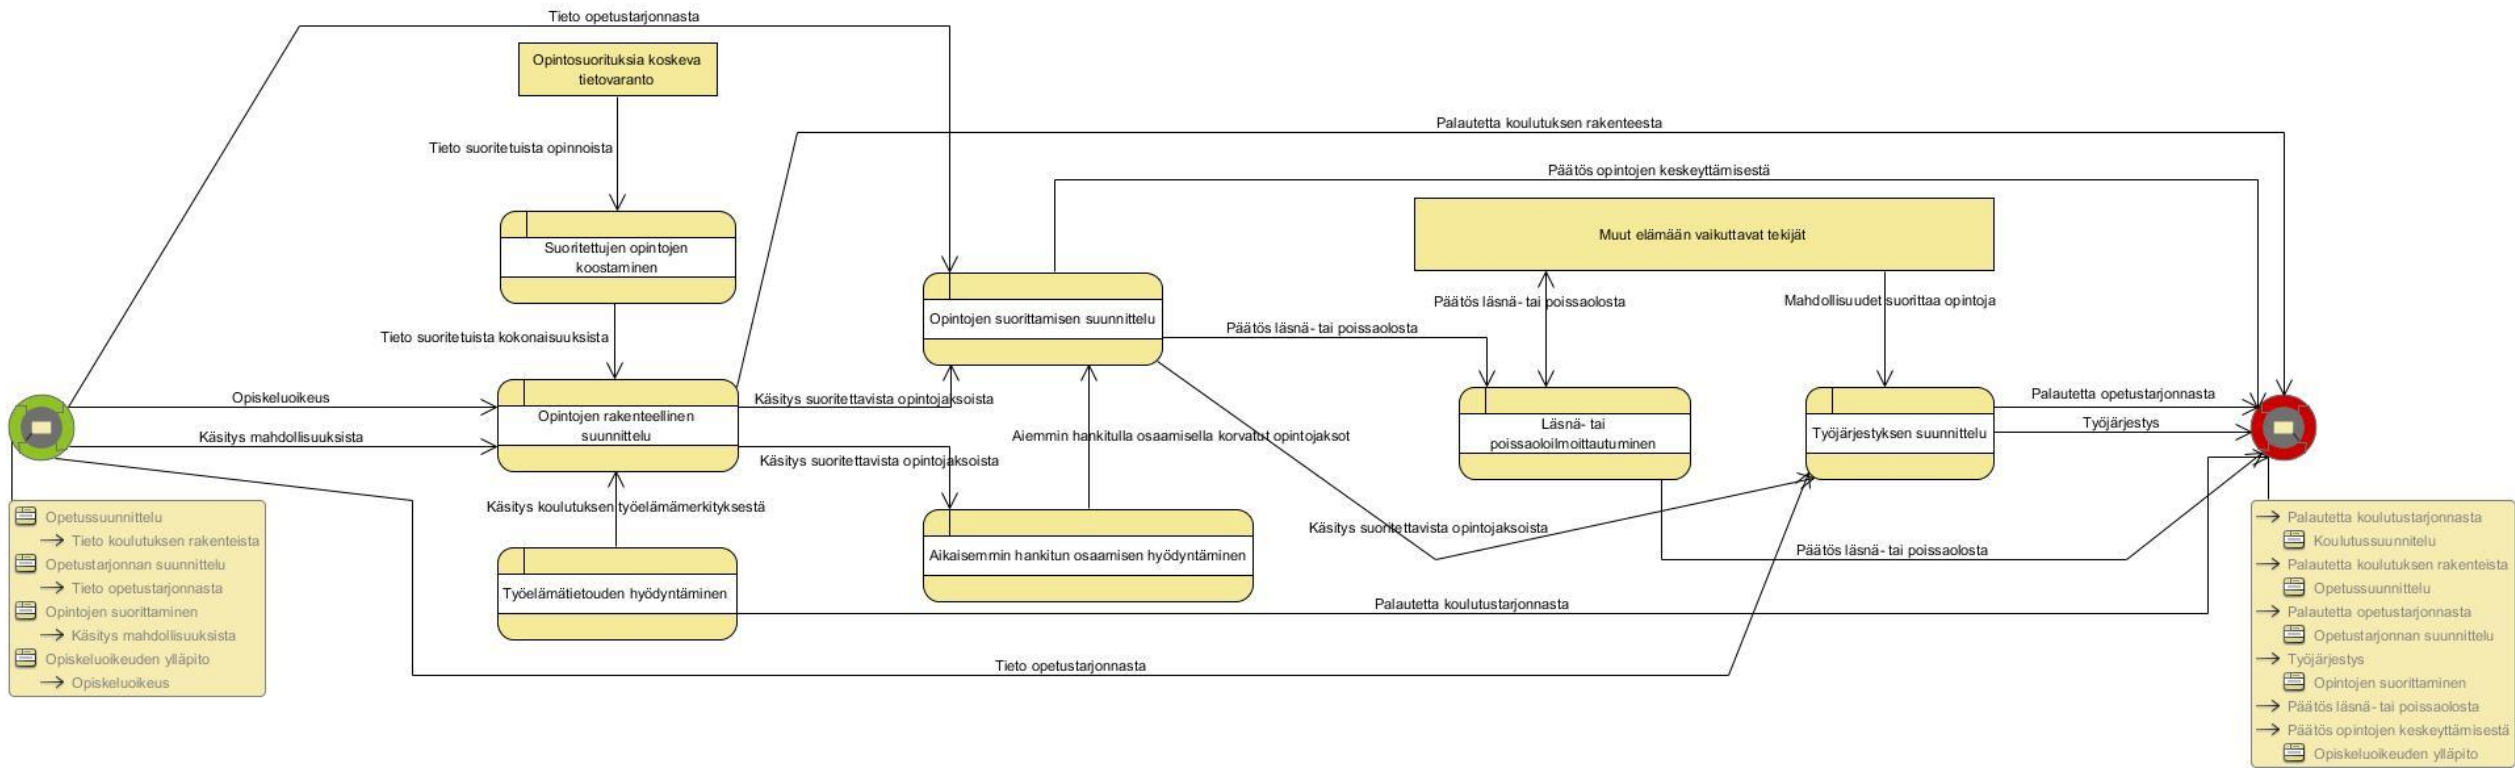 Tieto opetustarjonnasta
Opintosuorituksia koskeva
tietovaranto
Palautetta koulutuksen rakenteesta
Tieto suoritetuista opinnoista
Päätös opintojen keskeyttämisestä
Muut elämään vaikuttavat tekijät
Suoritettujen opintojen
koostaminen
Päätös läsnä- tai poissaolosta
Mahdollisuudet suorittaa opintoja
Opintojen suorittamisen suunnittelu
Päätös läsnä- tai poissaolosta
Tieto suoritetuista kokonaisuuksista
Opiskeluoikeus
Käsitys suoritettavista opintojaksoista
Palautetta opetustarjonnasta
Opintojen rakenteellinen
suunnittelu
Läsnä- tai
poissaoloilmoittautuminen
Työjärjestyksen suunnittelu
Työjärjestys
Käsitys mahdollisuuksista
Aiemmin hankitulla osaamisella korvatut opintojaksot
Käsitys suoritettavista opintojaksoista
Käsitys koulutuksen työelämämerkityksestä
Käsitys suoritettavista opintojaksoista
Aikaisemmin hankitun osaamisen hyödyntäminen
Päätös läsnä- tai poissaolosta
Työelämätietouden hyödyntäminen
Palautetta koulutustarjonnasta
Tieto opetustarjonnasta
Opetussuunnittelu
Tieto koulutuksen rakenteista
Opetustarjonnan suunnittelu
Tieto opetustarjonnasta
Opintojen suorittaminen
Käsitys mahdollisuuksista
Opiskeluoikeuden ylläpito
Opiskeluoikeus
Palautetta koulutustarjonnasta
Koulutussuunnitelu
Palautetta koulutuksen rakenteista
Opetussuunnittelu
Palautetta opetustarjonnasta
Opetustarjonnan suunnittelu
Työjärjestys
Opintojen suorittaminen
Päätös läsnä- tai poissaolosta
Päätös opintojen keskeyttämisestä
Opiskeluoikeuden ylläpito